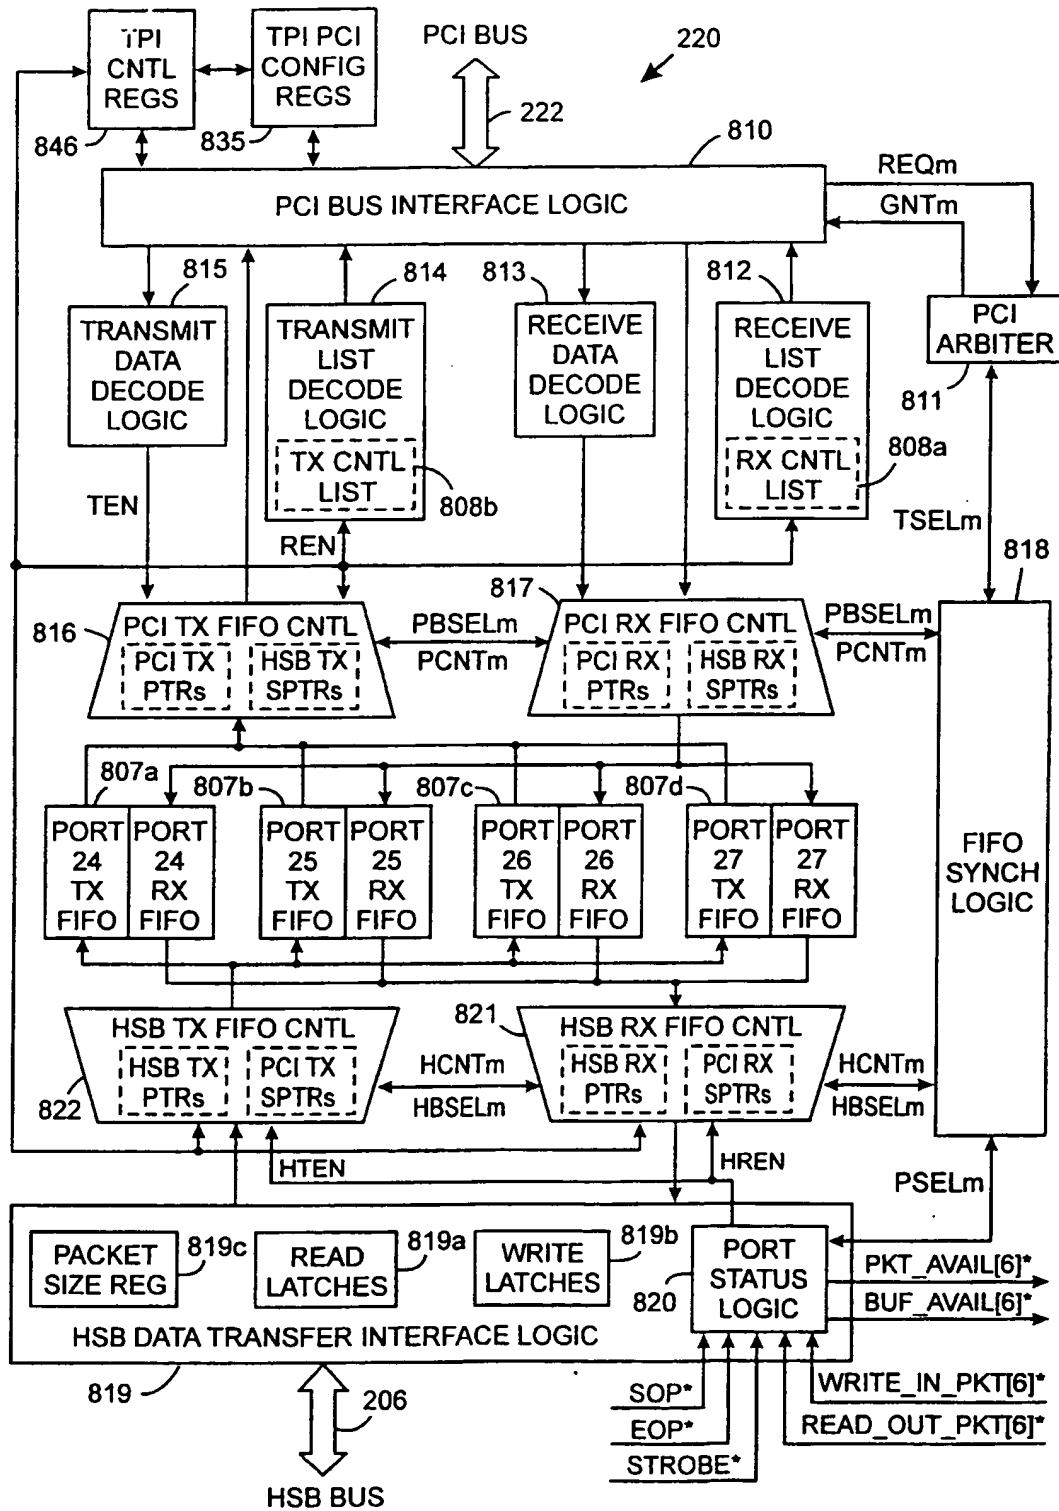 TPI
CNTL
REGS
846
TPI PCI
CONFIG
REGS
835
PCI BUS
222
220
810
PCI BUS INTERFACE LOGIC
REQm
GNTm
815
TRANSMIT
DATA
DECODE
LOGIC
814
TRANSMIT
LIST
DECODE
LOGIC
TX CNTL
LIST
808b
813
RECEIVE
DATA
DECODE
LOGIC
812
RECEIVE
LIST
DECODE
LOGIC
RX CNTL
LIST
808a
PCI
ARBITER
811
TEN
REN
TSELm
818
816
PCI TX FIFO CNTL
PCI TX
PTRs
HSB TX
SPTRs
PBSELm
PCNTm
817
PCI RX FIFO CNTL
PCI RX
PTRs
HSB RX
SPTRs
PBSELm
PCNTm
FIFO
SYNCH
LOGIC
807a
PORT
24
TX
FIFO
PORT
24
RX
FIFO
807b
PORT
25
TX
FIFO
PORT
25
RX
FIFO
807c
PORT
26
TX
FIFO
PORT
26
RX
FIFO
807d
PORT
27
TX
FIFO
PORT
27
RX
FIFO
HSB TX FIFO CNTL
HSB TX
PTRs
PCI TX
SPTRs
822
HCNTm
HBSELm
821
HSB RX FIFO CNTL
HSB RX
PTRs
PCI RX
SPTRs
HCNTm
HBSELm
HTEN
HREN
PSELm
PACKET
SIZE REG
819c
READ
LATCHES
819a
WRITE
LATCHES
819b
820
PORT
STATUS
LOGIC
PKT_AVAIL[6]*
BUF_AVAIL[6]*
HSB DATA TRANSFER INTERFACE LOGIC
819
206
HSB BUS
SOP*
EOP*
STROBE*
WRITE_IN_PKT[6]*
READ_OUT_PKT[6]*